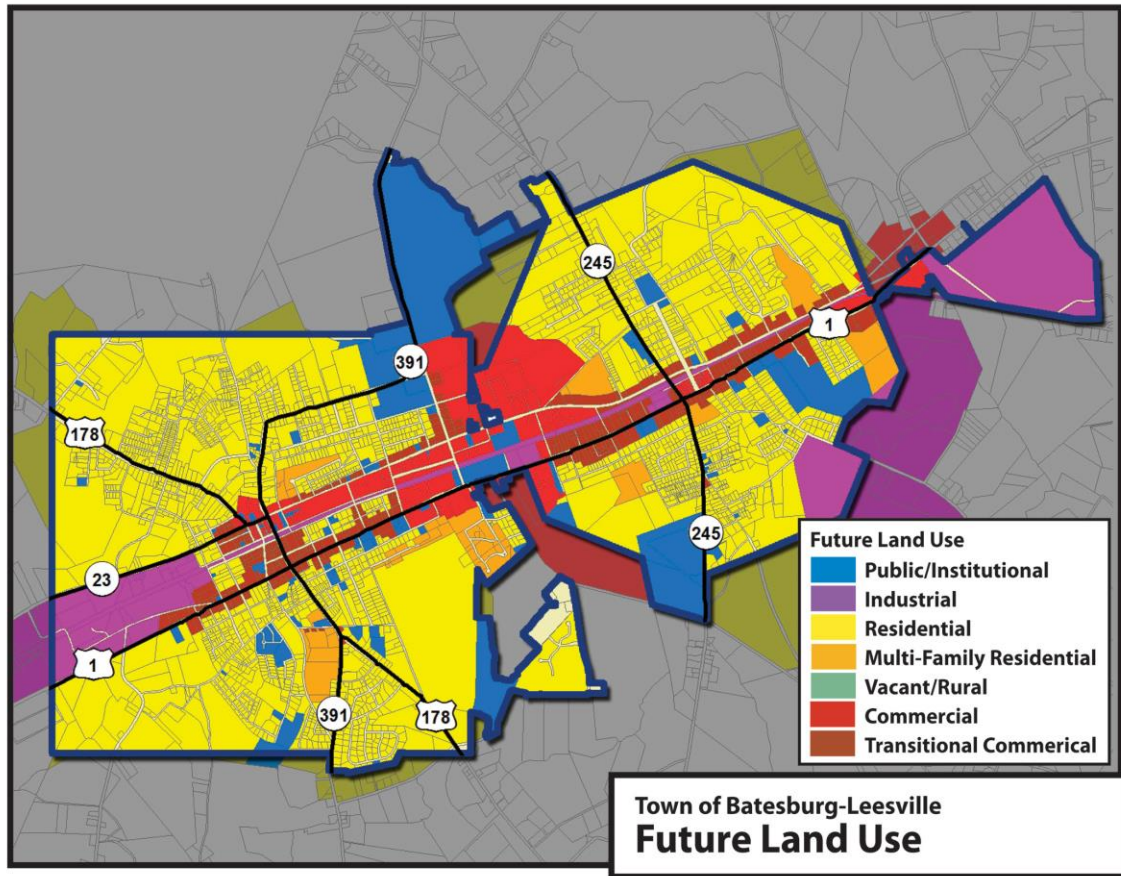 245
391
1
178
23
245
1
391
178
Future Land Use
Public/Institutional
Industrial
Residential
Multi-Family Residential
Vacant/Rural
Commercial
Transitional Commerical
Town of Batesburg-Leesville
Future Land Use